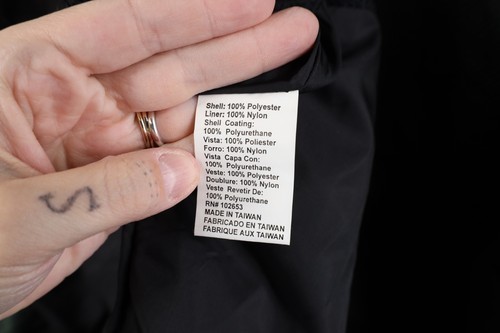 Shell: 100% Polyester
Liner: 100% Nylon
Shell Coating:
100% Polyurethane
Vista: 100% Poliester
Forro: 100% Nylon
Vista Capa Con:
100% Polyurethane
Veste: 100% Polyester
Doublure: 100% Nylon
Veste Revetir De:
100% Polyurethane
RN# 102653
MADE IN TAIWAN
FABRICADO EN TAIWAN
FABRIQUE AUX TAIWAN
S